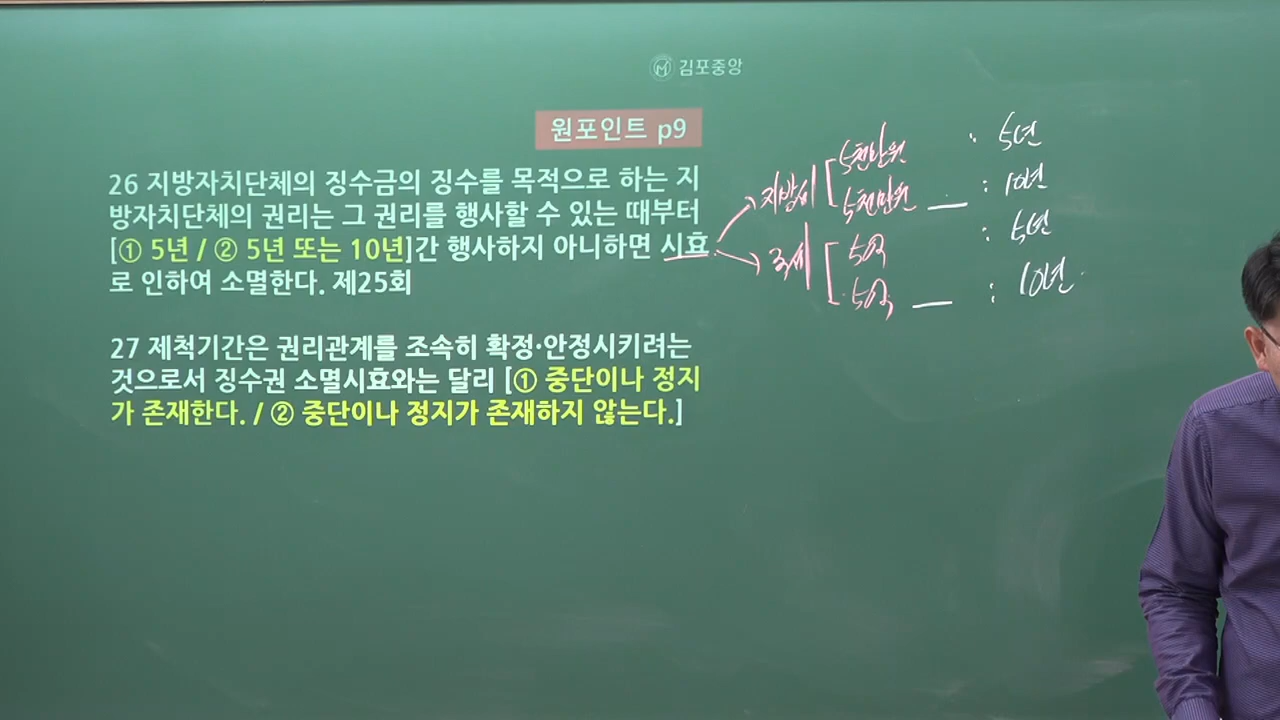 김포중앙
원포인트 p9
26 지방자치단체의 징수금의 징수를 목적으로 하는 지
방자치단체의 권리는 그 권리를 행사할 수 있는 때부터
[① 5년 / ② 5년 또는 10년]간 행사하지 아니하면 시효
로 인하여 소멸한다. 제25회
27 제척기간은 권리관계를 조속히 확정·안정시키려는
것으로서 징수권 소멸시효와는 달리 [① 중단이나 정지
가 존재한다. / ② 중단이나 정지가 존재하지 않는다.]
지방세
5천만원 : 5년
5천만원 : 10년
국세
5억 : 5년
5억 : 10년